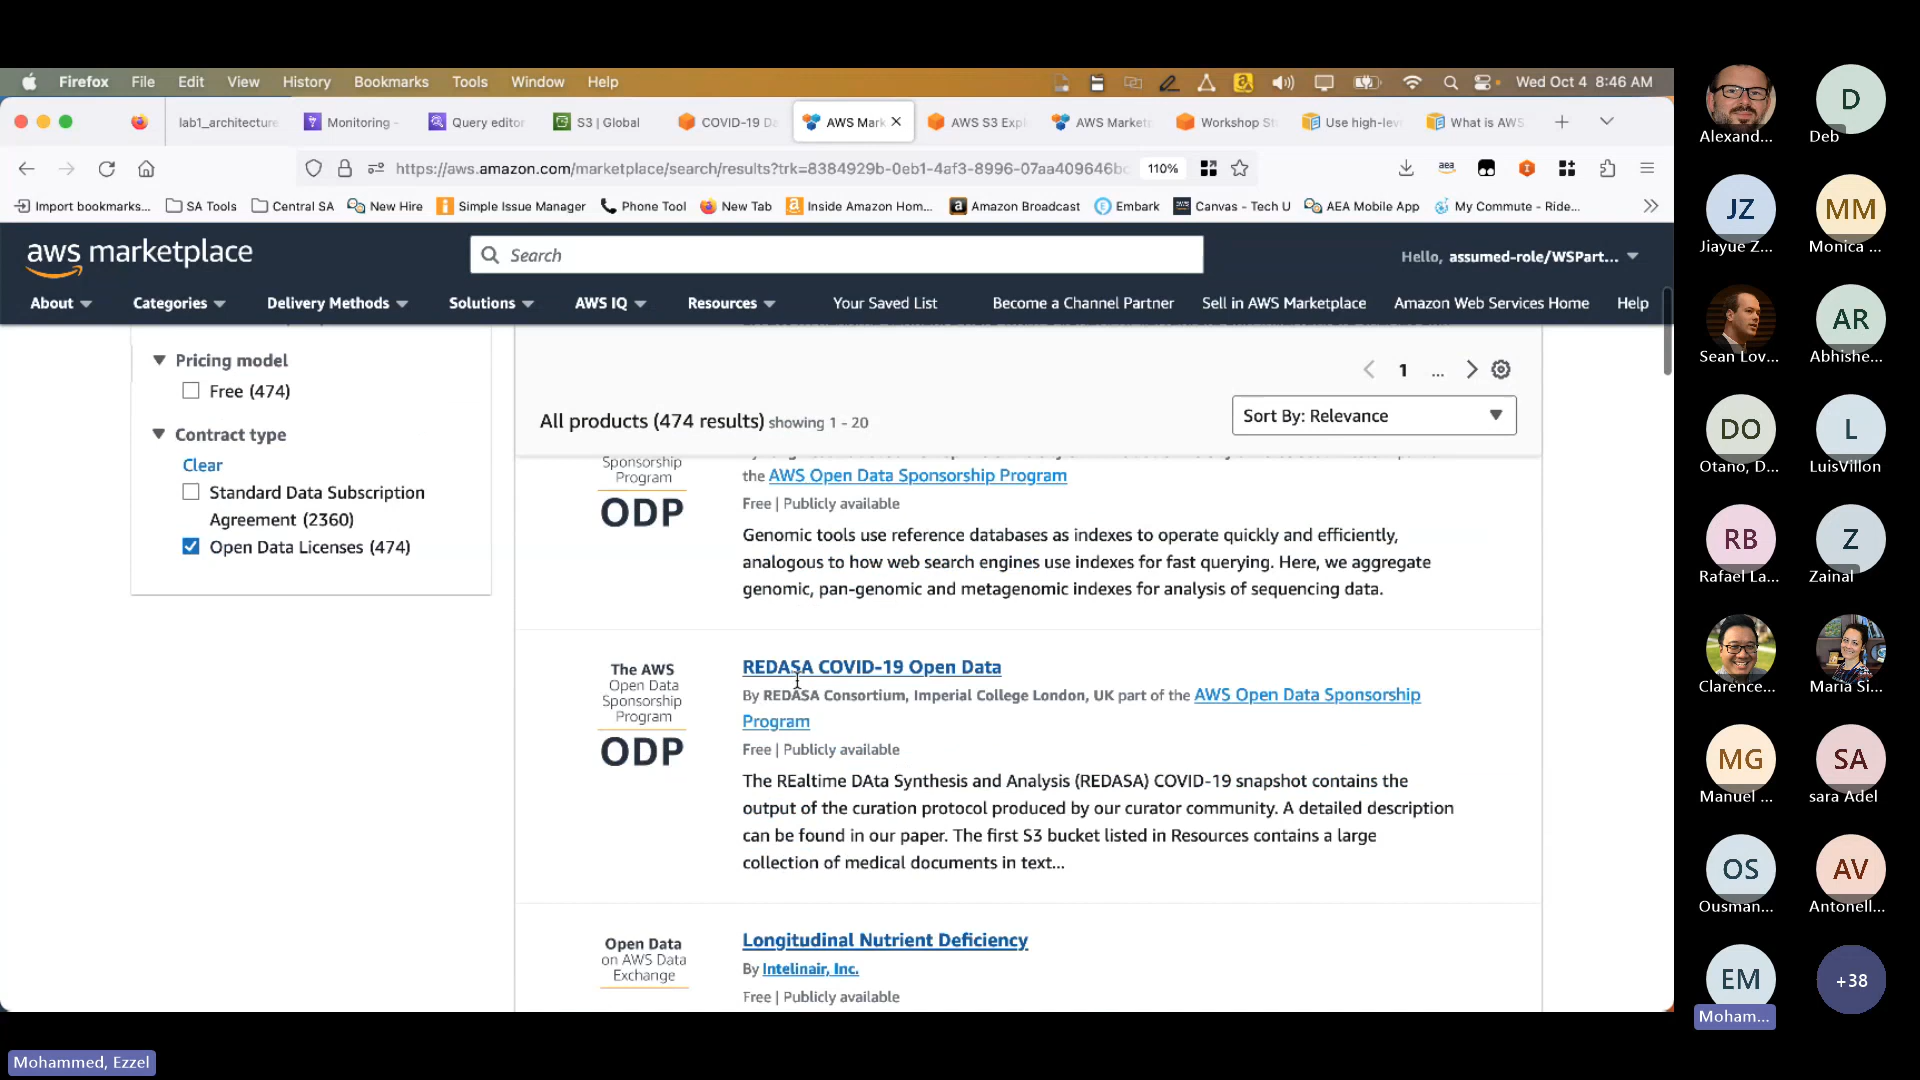 Firefox File Edit View History Bookmarks Tools Window Help Wed Oct 4 8:46 AM
lab1_architecture Monitoring - Query editor S3 | Global COVID-19 Da AWS Mark AWS S3 Expl AWS Market Workshop St Use high-lev What is AWS
https://aws.amazon.com/marketplace/search/results?trk=8384929b-0eb1-4af3-8996-07aa409646b 110% aea
Import bookmarks... SA Tools Central SA New Hire Simple Issue Manager Phone Tool New Tab Inside Amazon Hom... Amazon Broadcast Embark Canvas - Tech U AEA Mobile App My Commute - Ride...
aws marketplace
Search
Hello, assumed-role/WSPart...
About Categories Delivery Methods Solutions AWS IQ Resources Your Saved List Become a Channel Partner Sell in AWS Marketplace Amazon Web Services Home Help
Pricing model
Free (474)
Contract type
Clear
Standard Data Subscription
Agreement (2360)
Open Data Licenses (474)
1 ...
All products (474 results) showing 1 - 20
Sort By: Relevance
Sponsorship
Program
ODP
the AWS Open Data Sponsorship Program
Free | Publicly available
Genomic tools use reference databases as indexes to operate quickly and efficiently,
analogous to how web search engines use indexes for fast querying. Here, we aggregate
genomic, pan-genomic and metagenomic indexes for analysis of sequencing data.
The AWS
Open Data
Sponsorship
Program
ODP
REDASA COVID-19 Open Data
By REDASA Consortium, Imperial College London, UK part of the AWS Open Data Sponsorship
Program
Free | Publicly available
The REaltime DAta Synthesis and Analysis (REDASA) COVID-19 snapshot contains the
output of the curation protocol produced by our curator community. A detailed description
can be found in our paper. The first S3 bucket listed in Resources contains a large
collection of medical documents in text...
Open Data
on AWS Data
Exchange
Longitudinal Nutrient Deficiency
By Intelinair, Inc.
Free | Publicly available
Alexand...
D
Deb
JZ
Jiayue Z...
MM
Monica ...
Sean Lov...
AR
Abhishe...
DO
Otano, D...
L
LuisVillon
RB
Rafael La...
Z
Zainal
Clarence...
Maria Si...
MG
Manuel ...
SA
sara Adel
OS
Ousman...
AV
Antonell...
EM
Moham...
+38
Mohammed, Ezzel